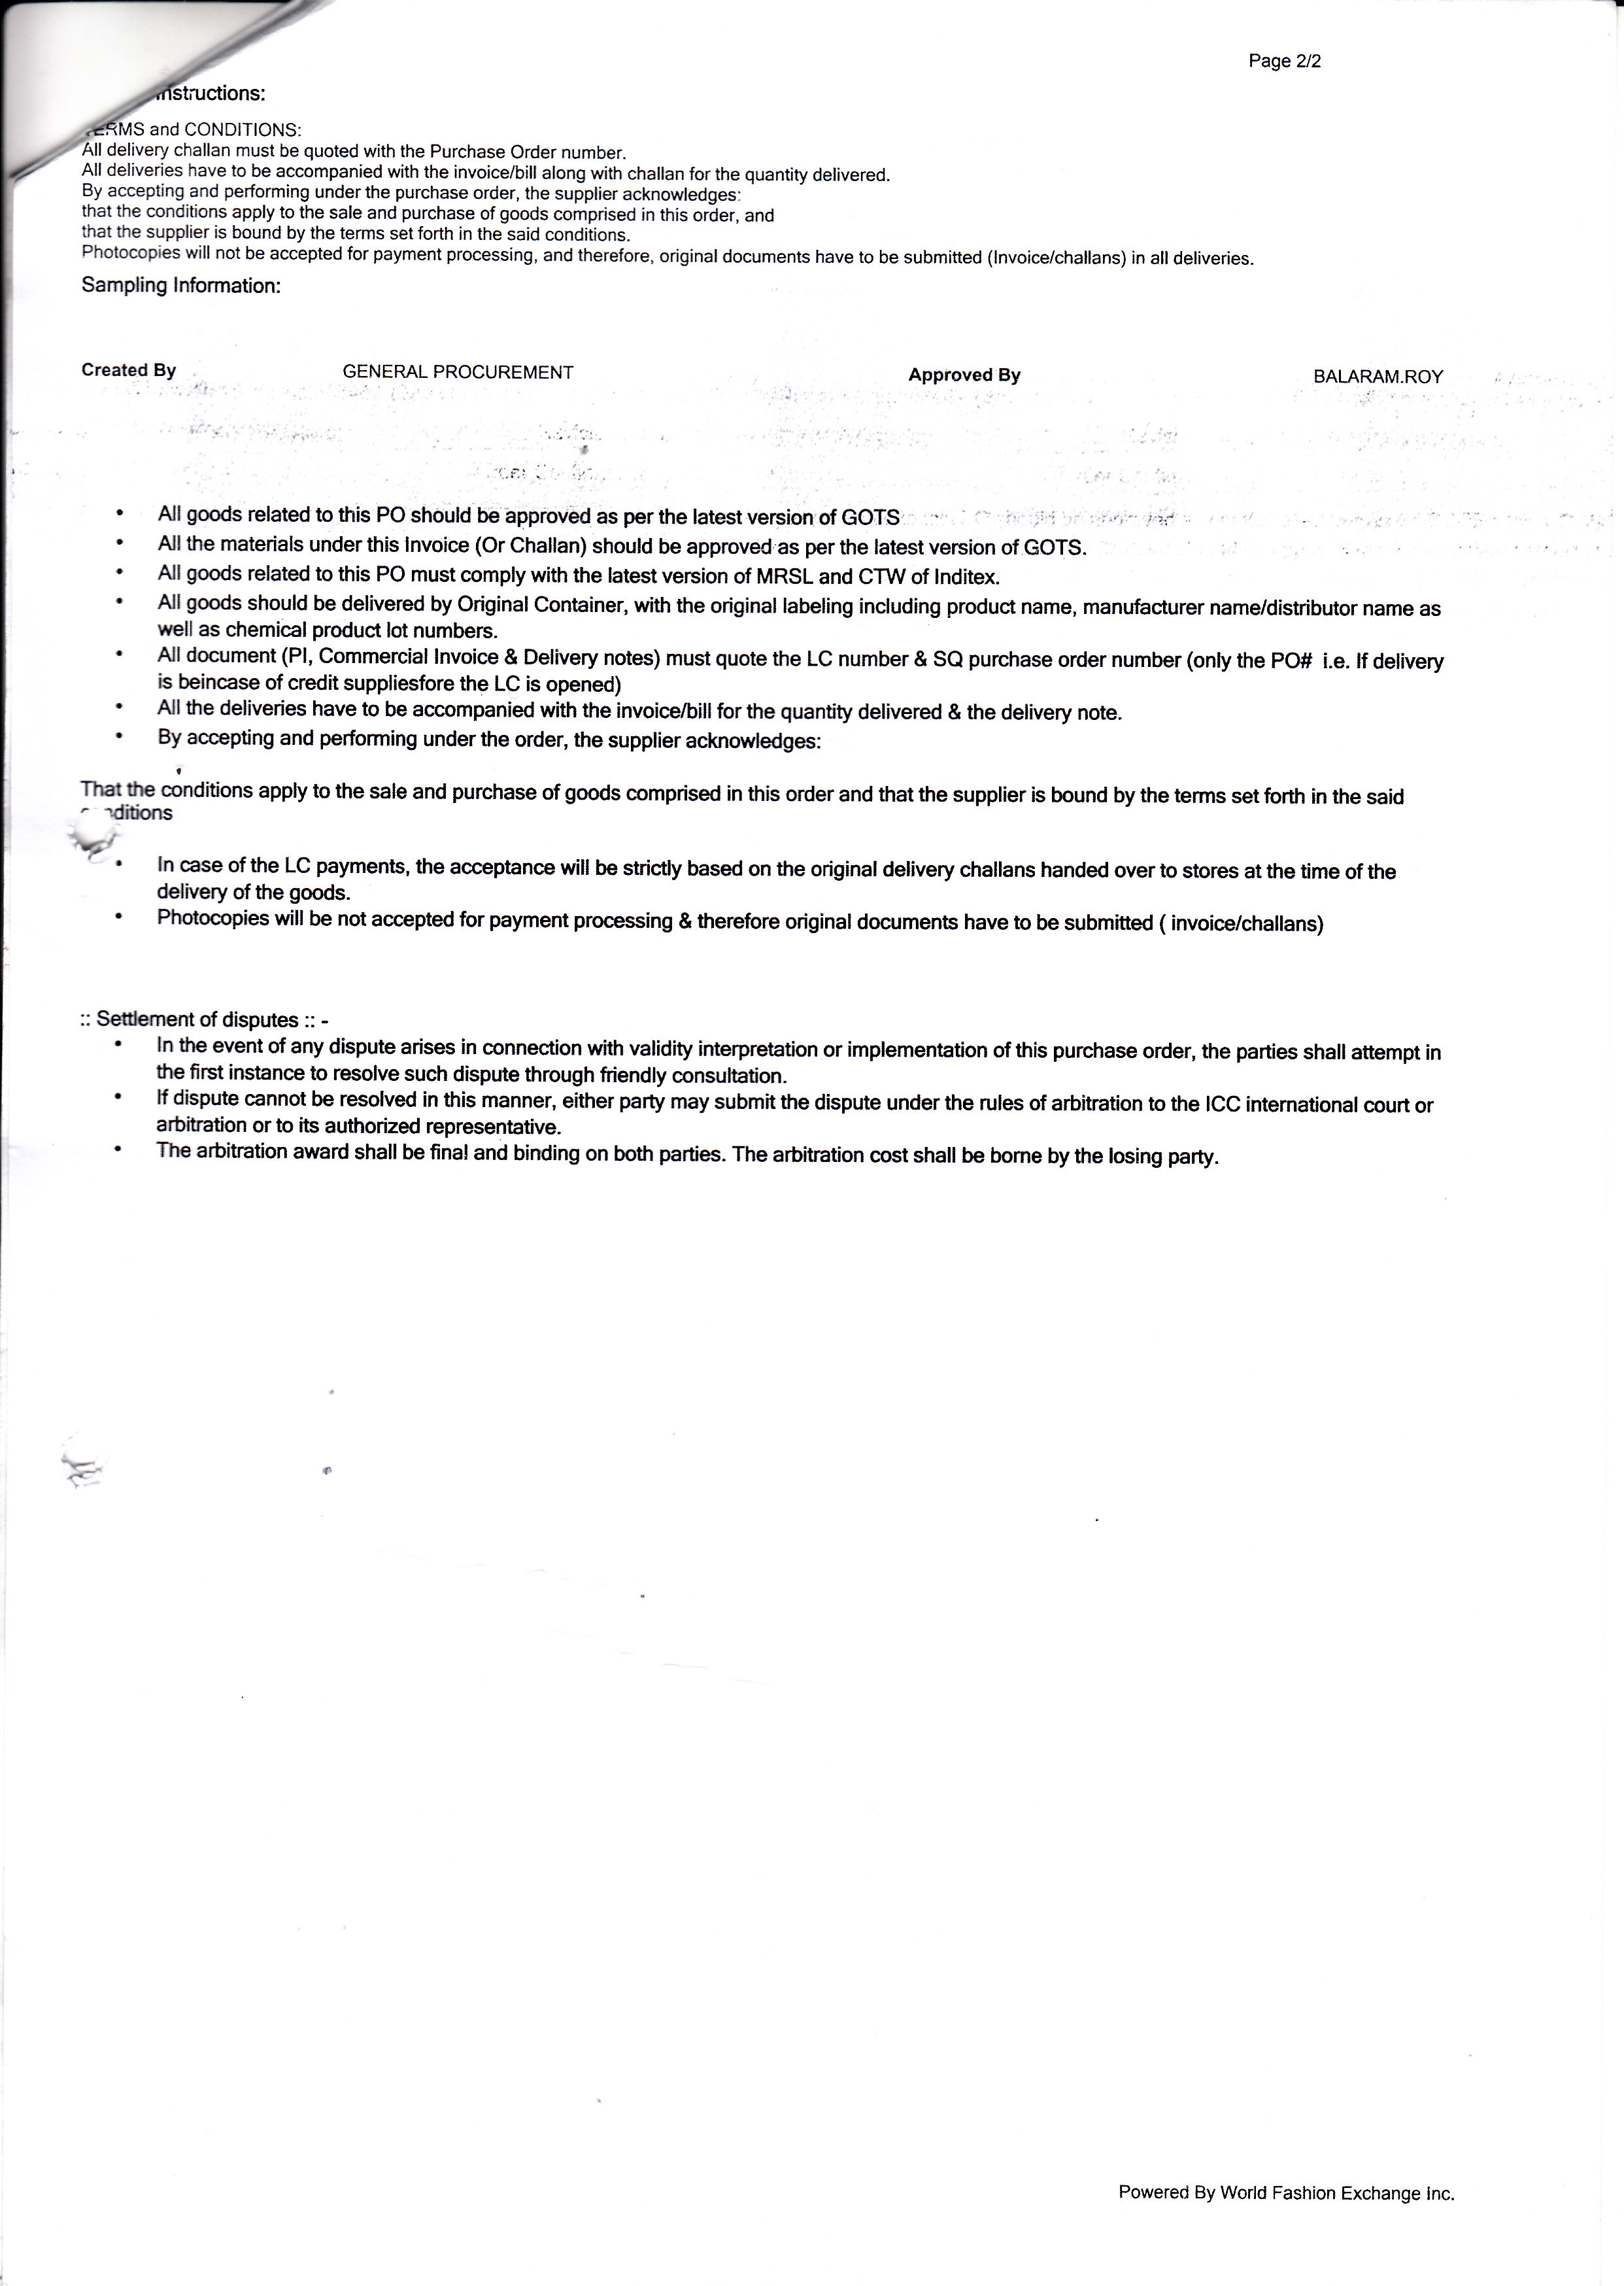 Page 2/2
nstructions:
RMS and CONDITIONS:
All delivery challan must be quoted with the Purchase Order number.
All deliveries have to be accompanied with the invoice/bill along with challan for the quantity delivered.
By accepting and performing under the purchase order, the supplier acknowledges:
that the conditions apply to the sale and purchase of goods comprised in this order, and
that the supplier is bound by the terms set forth in the said conditions.
Photocopies will not be accepted for payment processing, and therefore, original documents have to be submitted (Invoice/challans) in all deliveries.
Sampling Information:
Created By GENERAL PROCUREMENT Approved By BALARAM.ROY
• All goods related to this PO should be approved as per the latest version of GOTS
• All the materials under this Invoice (Or Challan) should be approved as per the latest version of GOTS.
• All goods related to this PO must comply with the latest version of MRSL and CTW of Inditex.
• All goods should be delivered by Original Container, with the original labeling including product name, manufacturer name/distributor name as
well as chemical product lot numbers.
• All document (PI, Commercial Invoice & Delivery notes) must quote the LC number & SQ purchase order number (only the PO# i.e. If delivery
is beincase of credit suppliesfore the LC is opened)
• All the deliveries have to be accompanied with the invoice/bill for the quantity delivered & the delivery note.
• By accepting and performing under the order, the supplier acknowledges:
That the conditions apply to the sale and purchase of goods comprised in this order and that the supplier is bound by the terms set forth in the said
nditions
• In case of the LC payments, the acceptance will be strictly based on the original delivery challans handed over to stores at the time of the
delivery of the goods.
• Photocopies will be not accepted for payment processing & therefore original documents have to be submitted ( invoice/challans)
:: Settlement of disputes :: -
• In the event of any dispute arises in connection with validity interpretation or implementation of this purchase order, the parties shall attempt in
the first instance to resolve such dispute through friendly consultation.
• If dispute cannot be resolved in this manner, either party may submit the dispute under the rules of arbitration to the ICC international court or
arbitration or to its authorized representative.
• The arbitration award shall be final and binding on both parties. The arbitration cost shall be borne by the losing party.
Powered By World Fashion Exchange Inc.